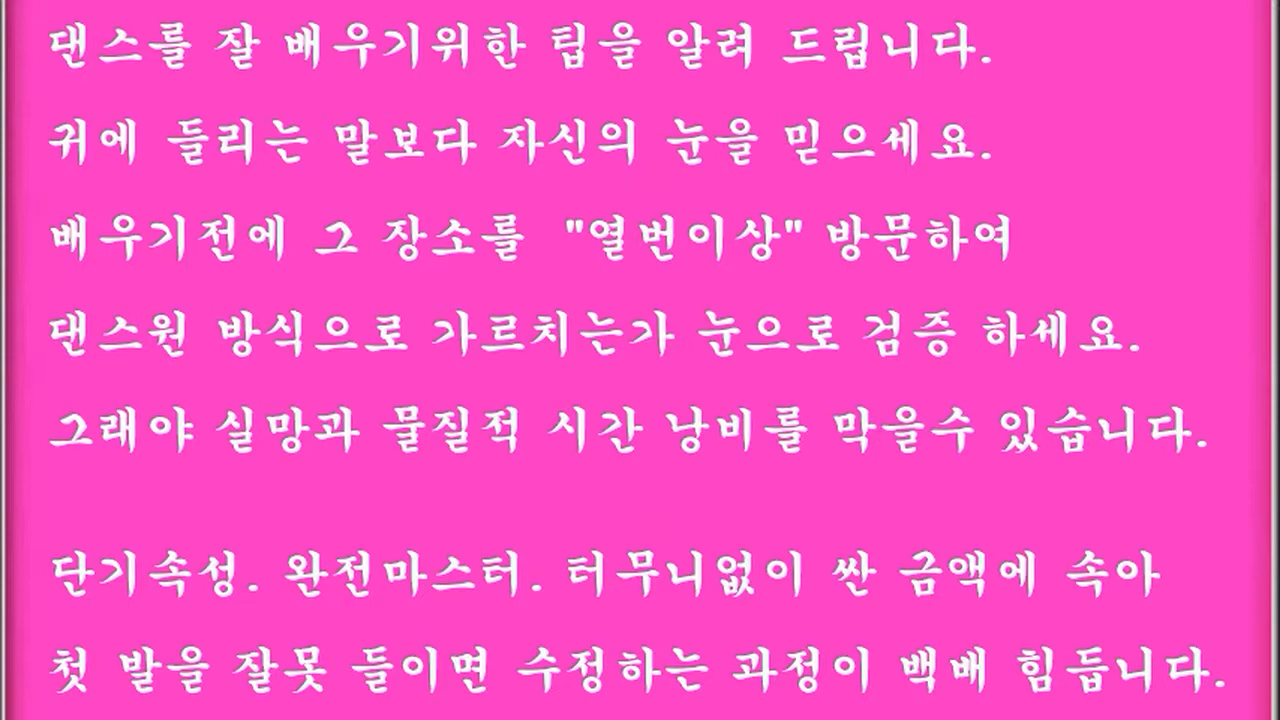 댄스를 잘 배우기위한 팁을 알려 드립니다.
귀에 들리는 말보다 자신의 눈을 믿으세요.
배우기전에 그 장소를 "열번이상" 방문하여
댄스원 방식으로 가르치는가 눈으로 검증 하세요.
그래야 실망과 물질적 시간 낭비를 막을수 있습니다.
단기속성. 완전마스터. 터무니없이 싼 금액에 속아
첫 발을 잘못 들이면 수정하는 과정이 백배 힘듭니다.